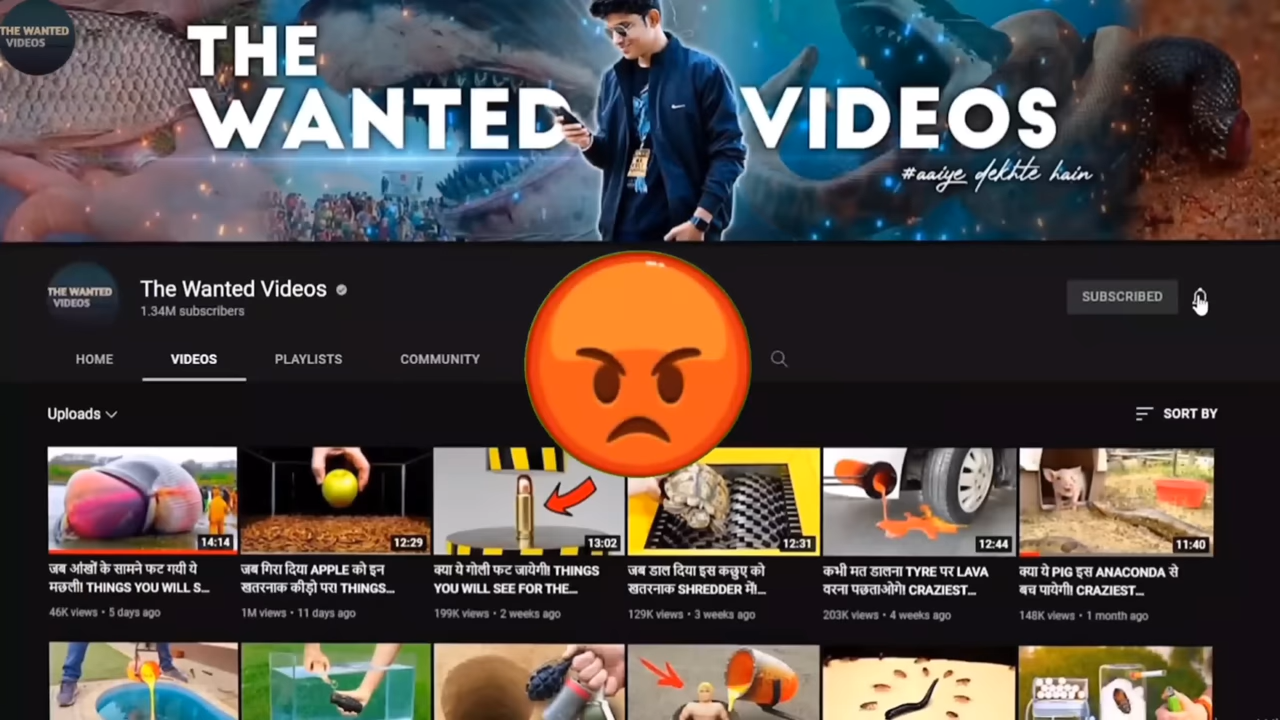 THE WANTED
VIDEOS
THE
WANTED VIDEOS
#aaiye dekhte hain
THE WANTED
VIDEOS
The Wanted Videos
1.34M subscribers
SUBSCRIBED
HOME VIDEOS PLAYLISTS COMMUNITY
Uploads
SORT BY
14:14
12:29
13:02
12:31
12:44
11:40
जब आंखों के सामने फट गयी ये
मछली! THINGS YOU WILL S...
46K views • 5 days ago
जब गिरा दिया APPLE को इन
खतरनाक कीड़ो पर! THINGS...
1M views • 11 days ago
क्या ये गोली फट जायेगी! THINGS
YOU WILL SEE FOR THE...
199K views • 2 weeks ago
जब डाल दिया इस कछुए को
खतरनाक SHREDDER में!...
129K views • 3 weeks ago
कभी मत डालना TYRE पर LAVA
वरना पछताओगे! CRAZIEST...
203K views • 4 weeks ago
क्या ये PIG इस ANACONDA से
बच पायेगी! CRAZIEST...
148K views • 1 month ago